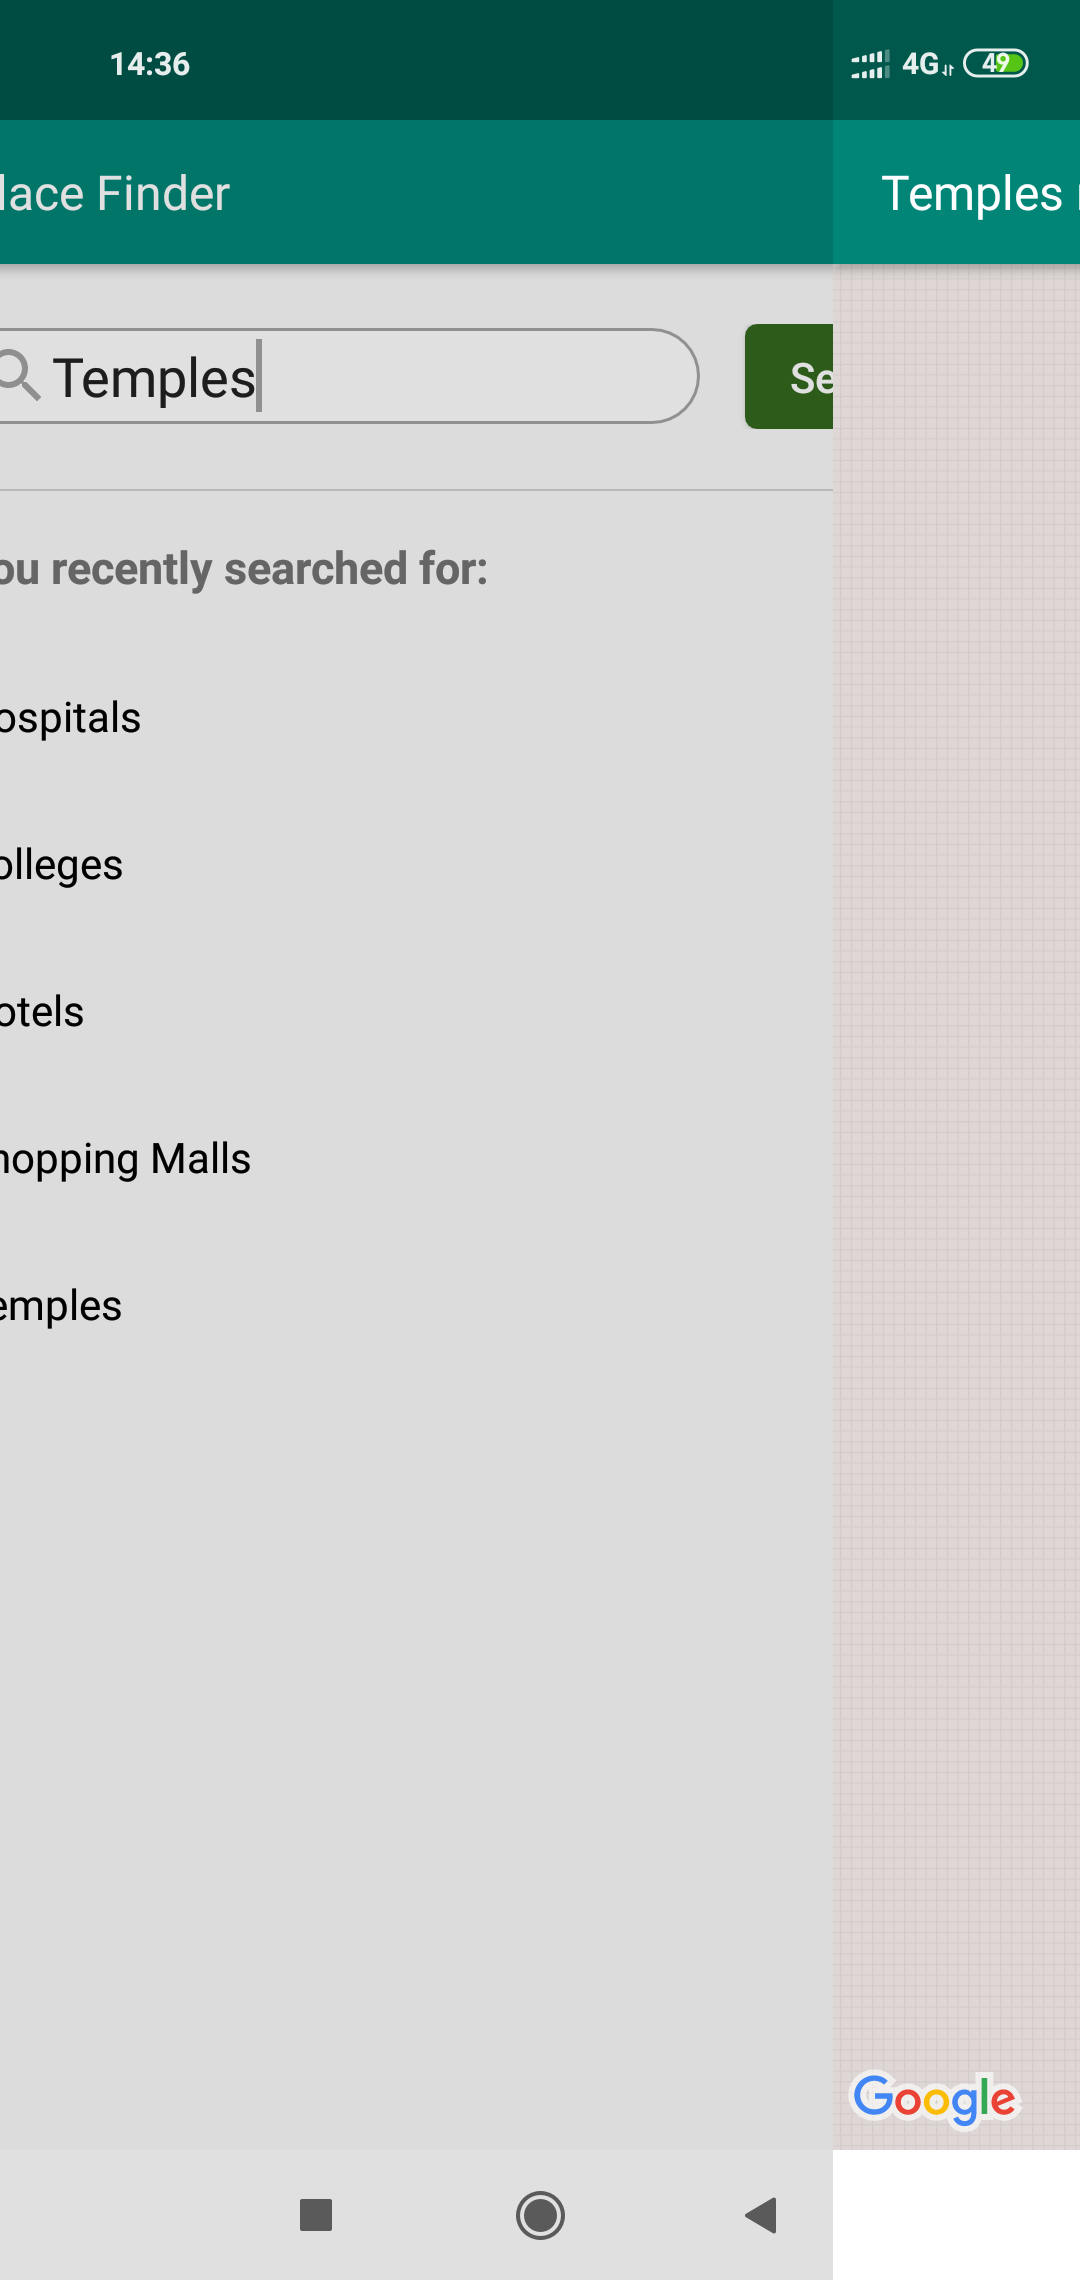 14:36 4G 49
lace Finder
Temples
Temples
Se
ou recently searched for:
ospitals
olleges
otels
hopping Malls
emples
Google